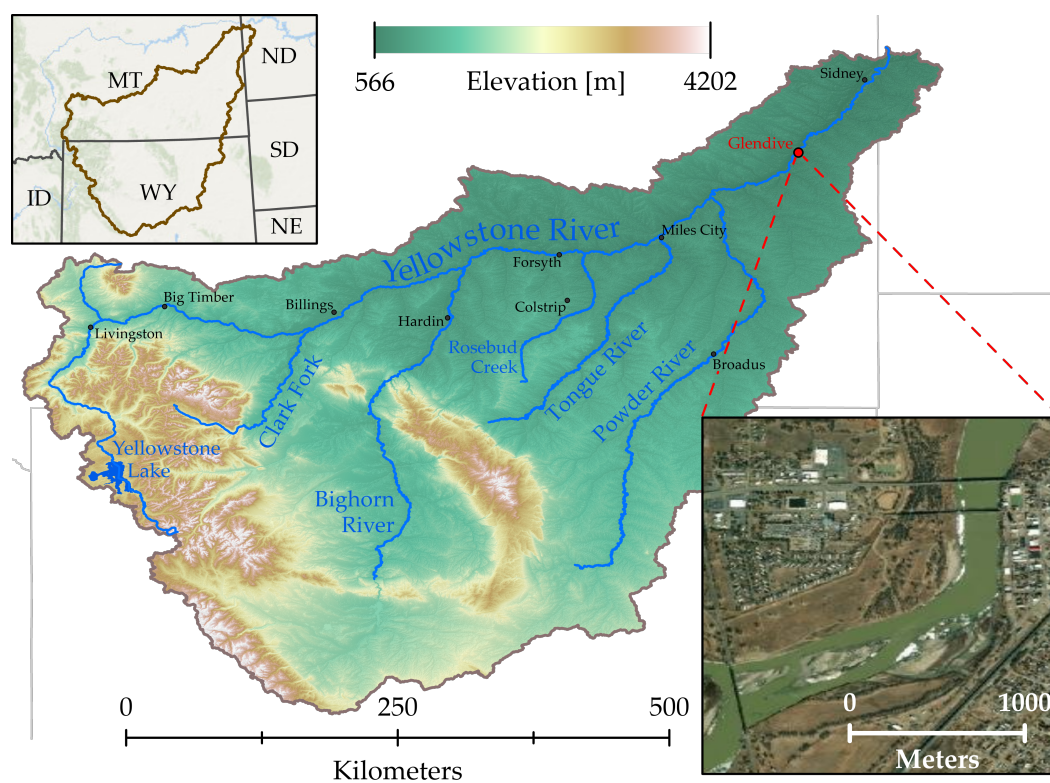 MT
ND
SD
ID
WY
NE
566
Elevation [m]
4202
Sidney
Glendive
Yellowstone River
Miles City
Forsyth
Big Timber
Billings
Colstrip
Hardin
Livingston
Rosebud
Creek
Broadus
Clark Fork
Tongue River
Powder River
Yellowstone
Lake
Bighorn
River
0
250
500
Kilometers
0
1000
Meters